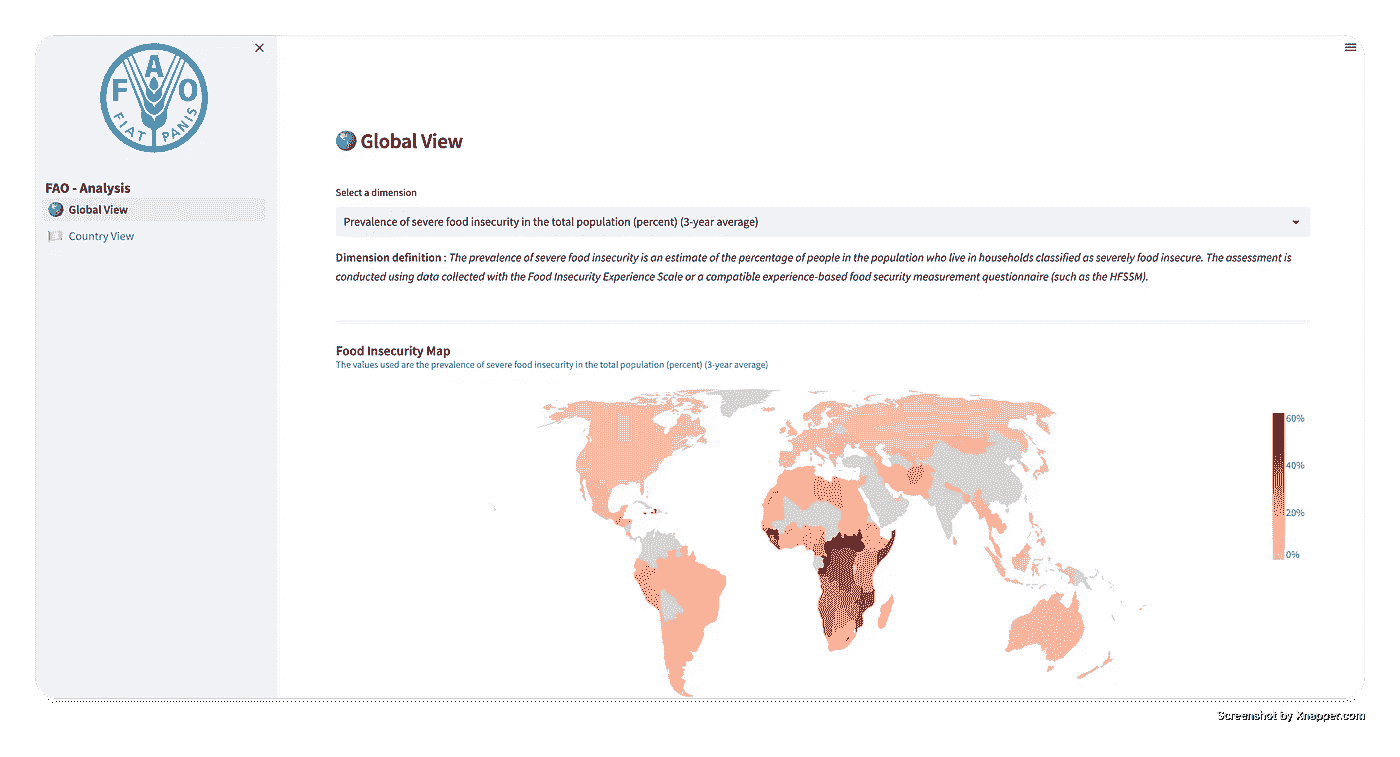 F A O
FIAT PANIS
FAO - Analysis
Global View
Country View
Global View
Select a dimension
Prevalence of severe food insecurity in the total population (percent) (3-year average)
Dimension definition : The prevalence of severe food insecurity is an estimate of the percentage of people in the population who live in households classified as severely food insecure. The assessment is
conducted using data collected with the Food Insecurity Experience Scale or a compatible experience-based food security measurement questionnaire (such as the HFSSM).
Food Insecurity Map
The values used are the prevalence of severe food insecurity in the total population (percent) (3-year average)
60%
40%
20%
0%
Screenshot by Xnapper.com